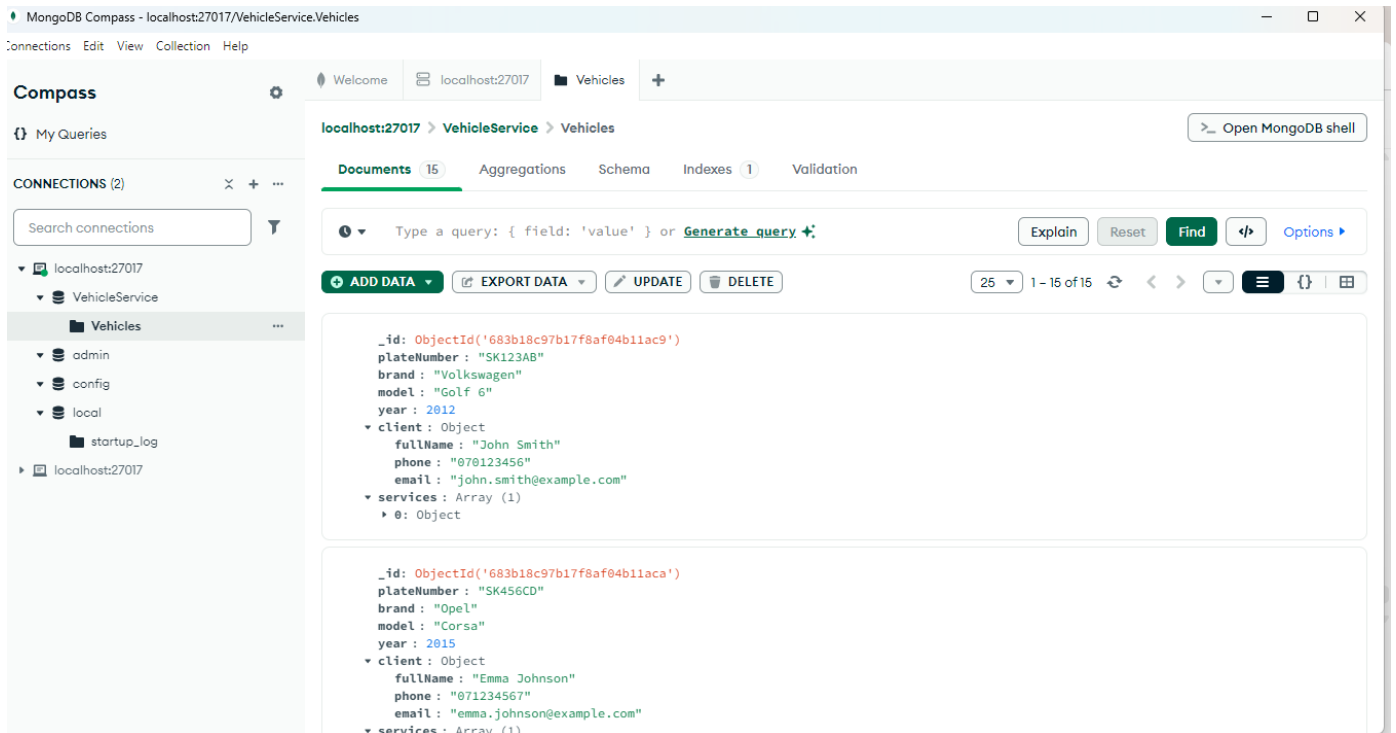 MongoDB Compass - localhost:27017/VehicleService.Vehicles
Connections Edit View Collection Help
Compass
{} My Queries
CONNECTIONS (2)
Search connections
localhost:27017
VehicleService
Vehicles
admin
config
local
startup_log
localhost:27017
Welcome
localhost:27017
Vehicles
localhost:27017 > VehicleService > Vehicles
>_ Open MongoDB shell
Documents 15 Aggregations Schema Indexes 1 Validation
Type a query: { field: 'value' } or Generate query
Explain Reset Find </> Options
ADD DATA EXPORT DATA UPDATE DELETE
25 1 – 15 of 15 {}
_id: ObjectId('683b18c97b17f8af04b11ac9')
plateNumber : "SK123AB"
brand : "Volkswagen"
model : "Golf 6"
year : 2012
client : Object
fullName : "John Smith"
phone : "070123456"
email : "john.smith@example.com"
services : Array (1)
0: Object
_id: ObjectId('683b18c97b17f8af04b11aca')
plateNumber : "SK456CD"
brand : "Opel"
model : "Corsa"
year : 2015
client : Object
fullName : "Emma Johnson"
phone : "071234567"
email : "emma.johnson@example.com"
services : Array (1)